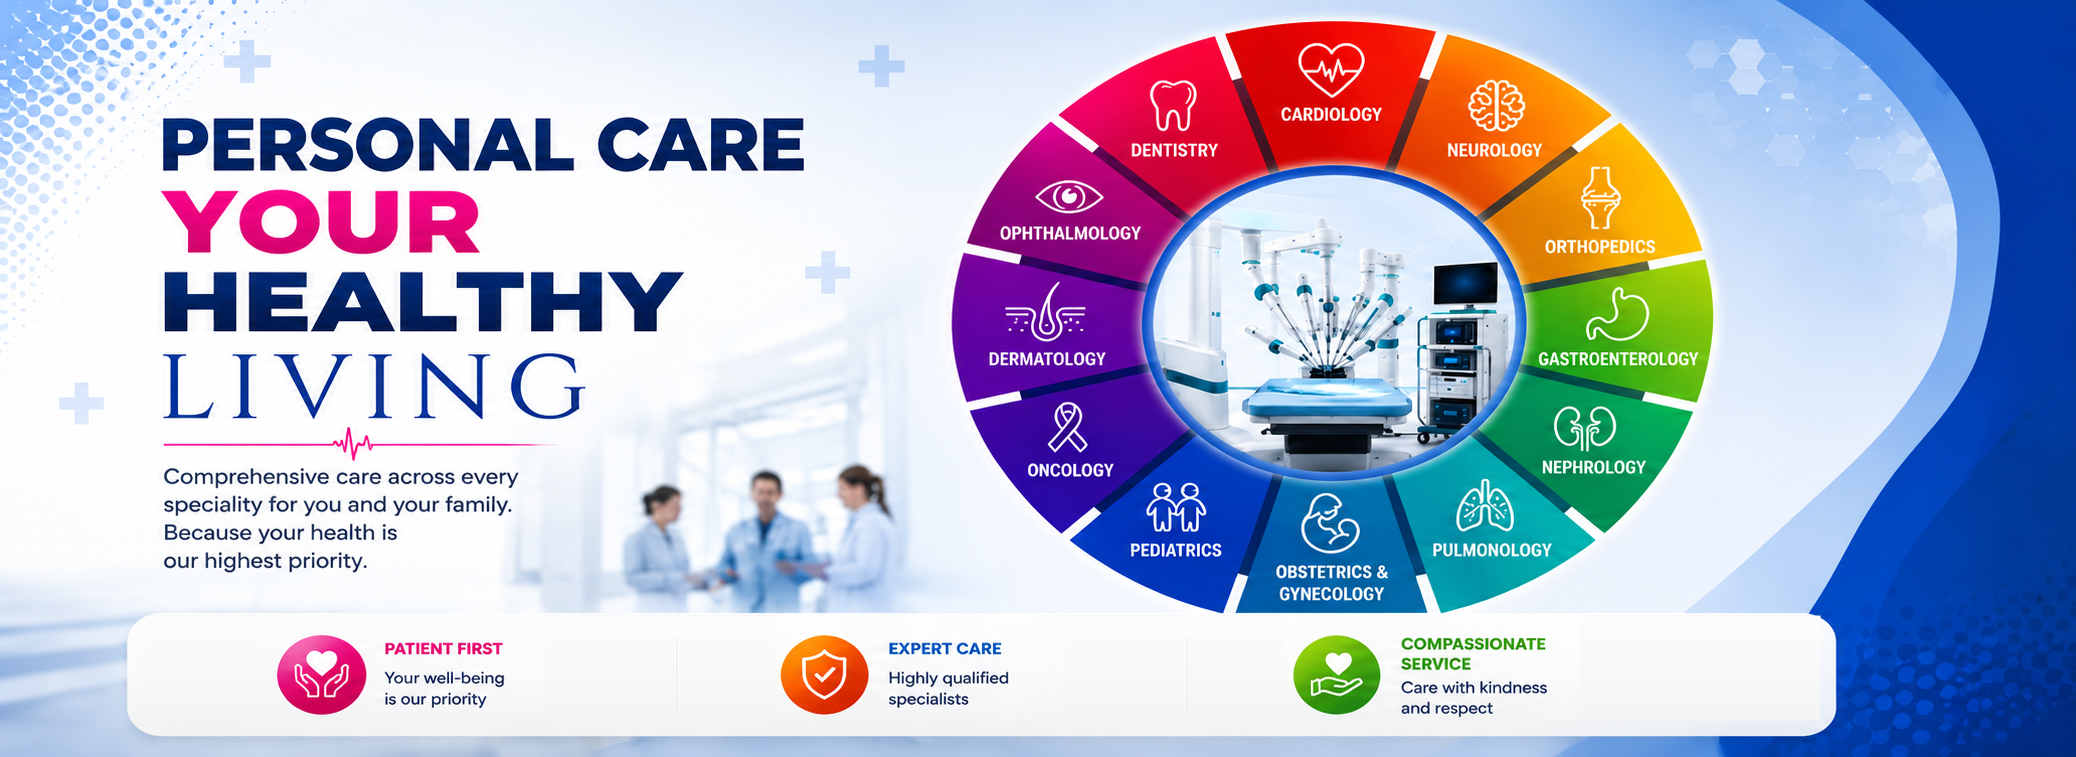 PERSONAL CARE
YOUR
HEALTHY
LIVING
Comprehensive care across every
speciality for you and your family.
Because your health is
our highest priority.
CARDIOLOGY
NEUROLOGY
ORTHOPEDICS
GASTROENTEROLOGY
NEPHROLOGY
PULMONOLOGY
OBSTETRICS &
GYNECOLOGY
PEDIATRICS
ONCOLOGY
DERMATOLOGY
OPHTHALMOLOGY
DENTISTRY
PATIENT FIRST
Your well-being
is our priority
EXPERT CARE
Highly qualified
specialists
COMPASSIONATE
SERVICE
Care with kindness
and respect